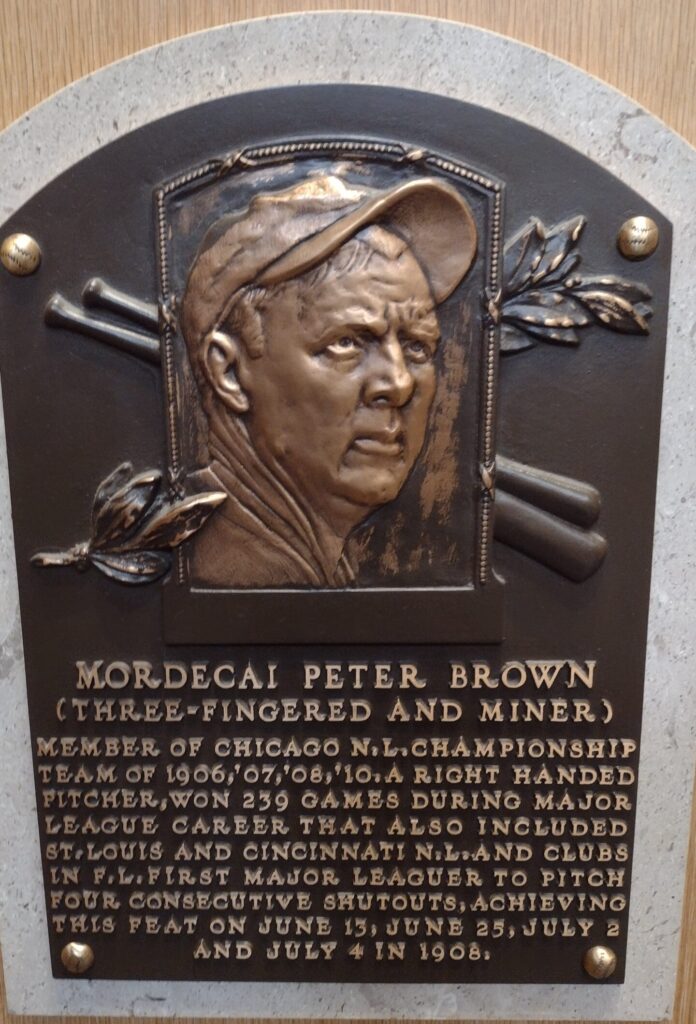 MORDECAI PETER BROWN
(THREE-FINGERED AND MINER)
MEMBER OF CHICAGO N.L. CHAMPIONSHIP
TEAM OF 1906,'07,'08,'10. A RIGHT HANDED
PITCHER, WON 239 GAMES DURING MAJOR
LEAGUE CAREER THAT ALSO INCLUDED
ST. LOUIS AND CINCINNATI N.L. AND CLUBS
IN F.L. FIRST MAJOR LEAGUER TO PITCH
FOUR CONSECUTIVE SHUTOUTS, ACHIEVING
THIS FEAT ON JUNE 13, JUNE 25, JULY 2
AND JULY 4 IN 1908.